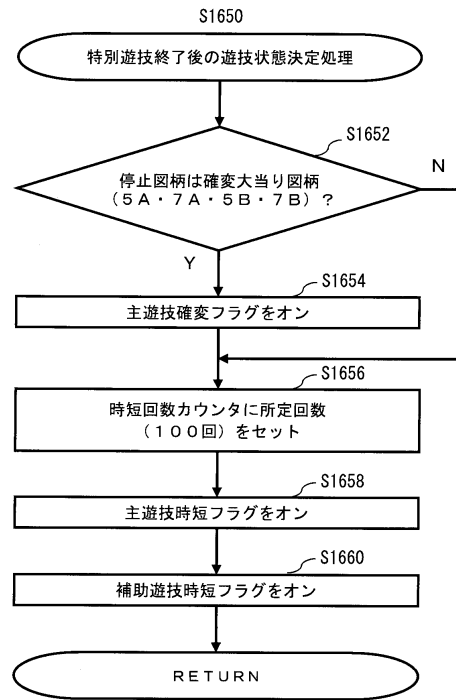 S1650
特別遊技終了後の遊技状態決定処理
S1652
停止図柄は確変大当り図柄
(5A・7A・5B・7B)?
N
Y
S1654
主遊技確変フラグをオン
S1656
時短回数カウンタに所定回数
(100回)をセット
S1658
主遊技時短フラグをオン
S1660
補助遊技時短フラグをオン
RETURN